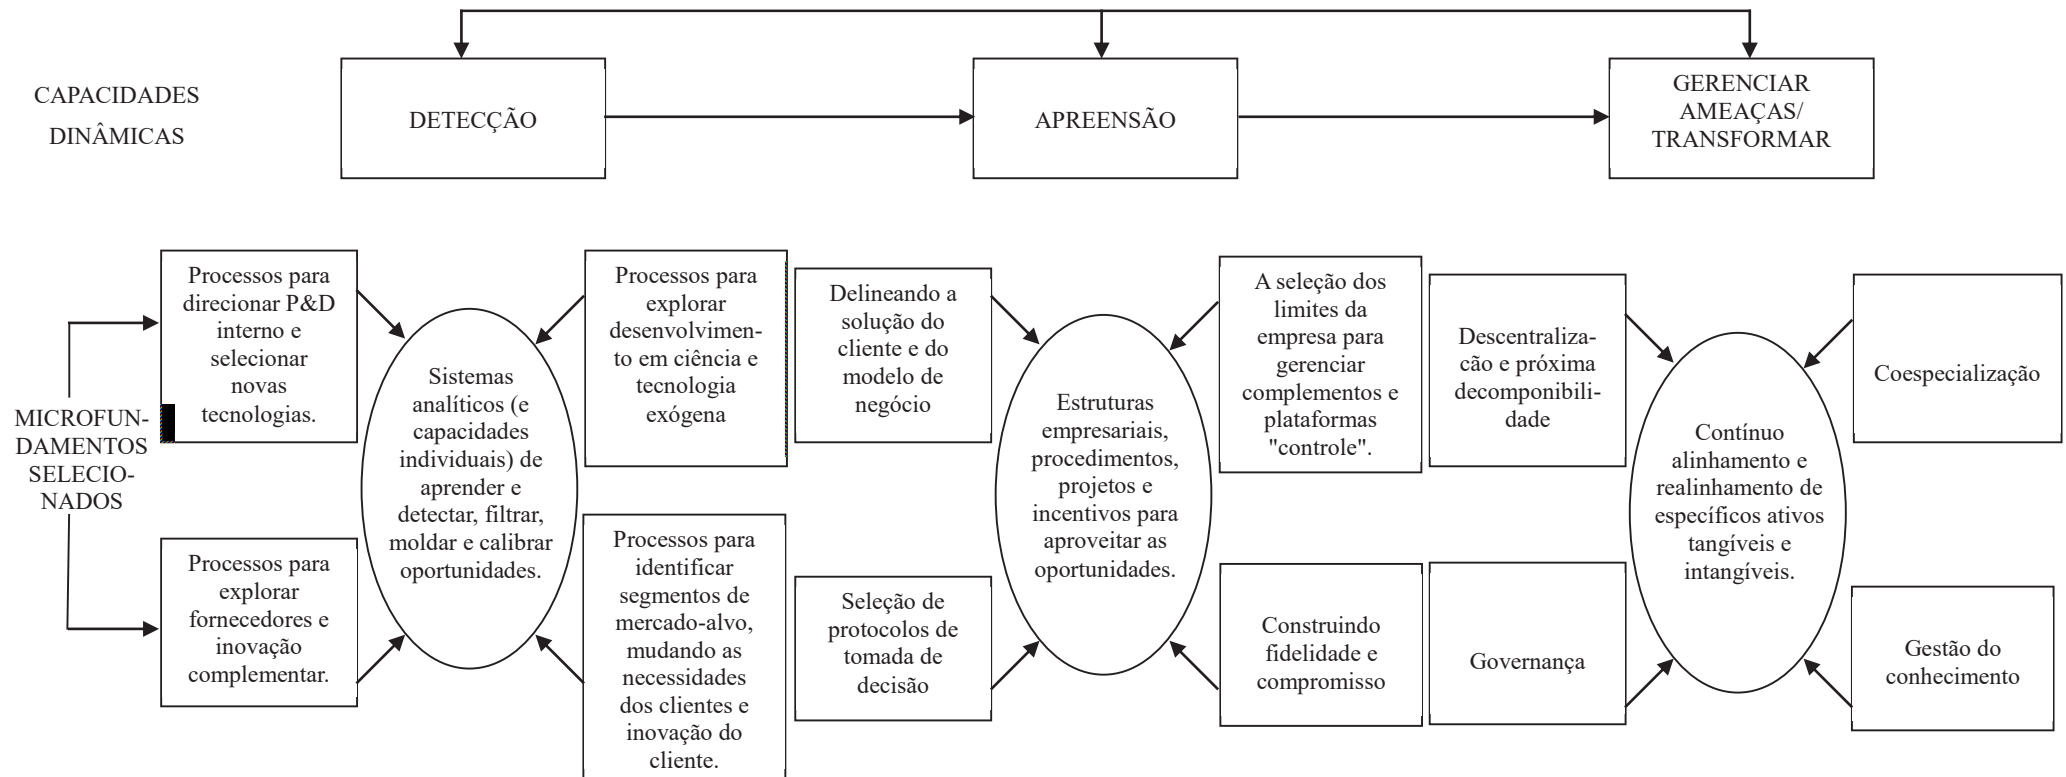 CAPACIDADES
DINÂMICAS
DETECÇÃO
APREENSÃO
GERENCIAR
AMEAÇAS/
TRANSFORMAR
MICROFUN-
DAMENTOS
SELECIO-
NADOS
Processos para
direcionar P&D
interno e
selecionar
novas
tecnologias.
Processos para
explorar
fornecedores e
inovação
complementar.
Sistemas
analíticos (e
capacidades
individuais) de
aprender e
detectar, filtrar,
moldar e calibrar
oportunidades.
Processos para
explorar
desenvolvimen-
to em ciência e
tecnologia
exógena
Processos para
identificar
segmentos de
mercado-alvo,
mudando as
necessidades
dos clientes e
inovação do
cliente.
Delineando a
solução do
cliente e do
modelo de
negócio
Seleção de
protocolos de
tomada de
decisão
Estruturas
empresariais,
procedimentos,
projetos e
incentivos para
aproveitar as
oportunidades.
A seleção dos
limites da
empresa para
gerenciar
complementos e
plataformas
"controle".
Construindo
fidelidade e
compromisso
Descentraliza-
cão e próxima
decomponibili-
dade
Governança
Contínuo
alinhamento e
realinhamento de
específicos ativos
tangíveis e
intangíveis.
Coespecialização
Gestão do
conhecimento